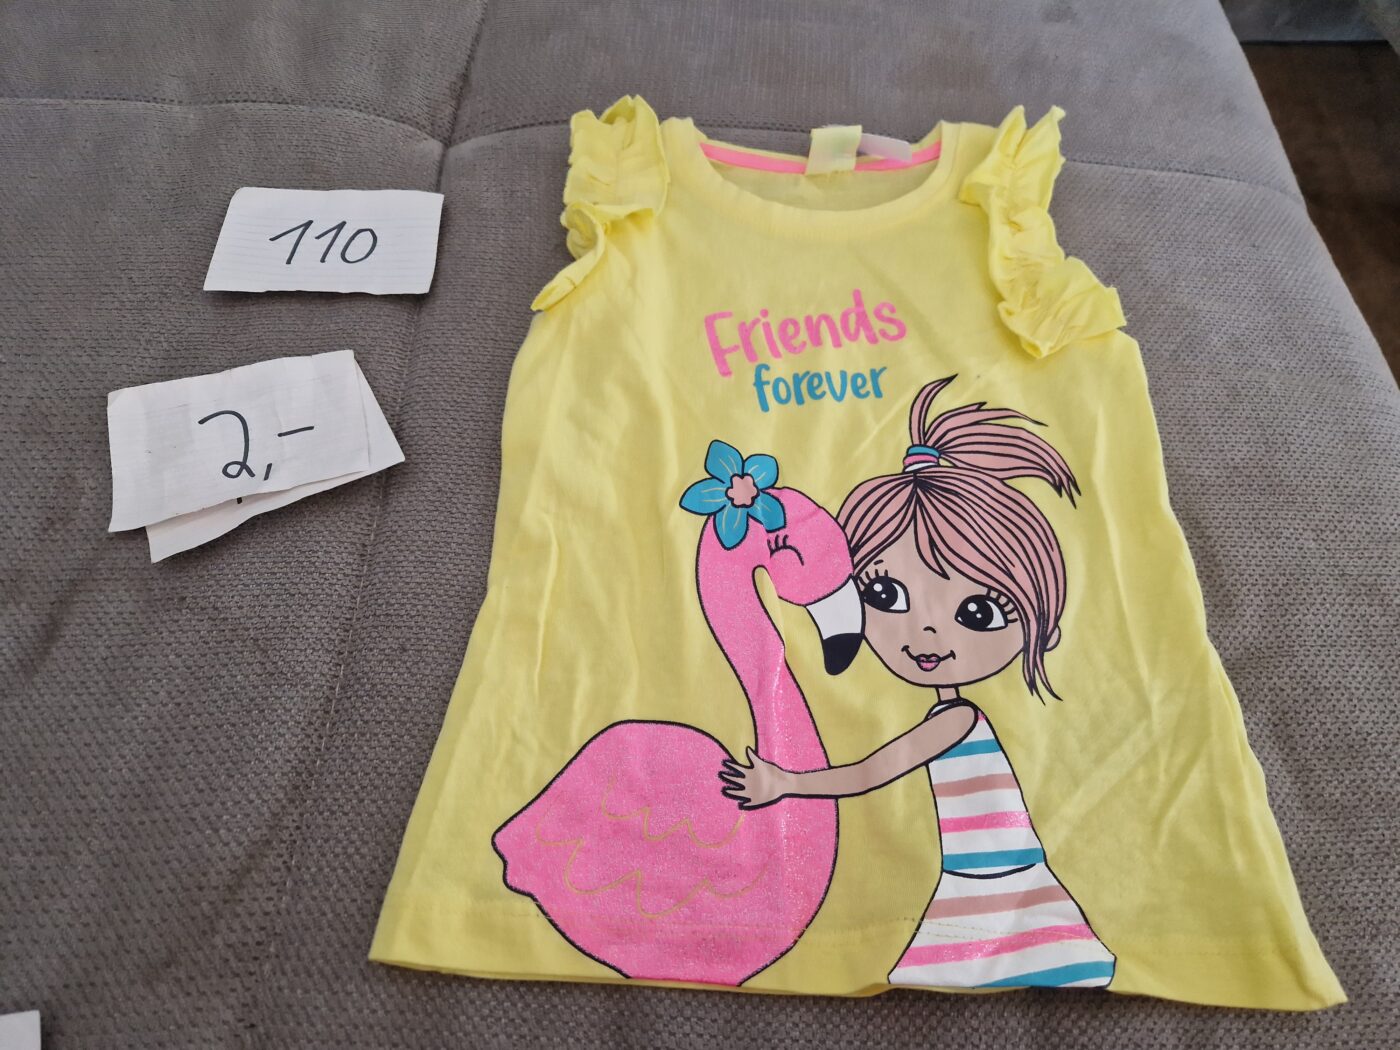 110
2,-
Friends
forever